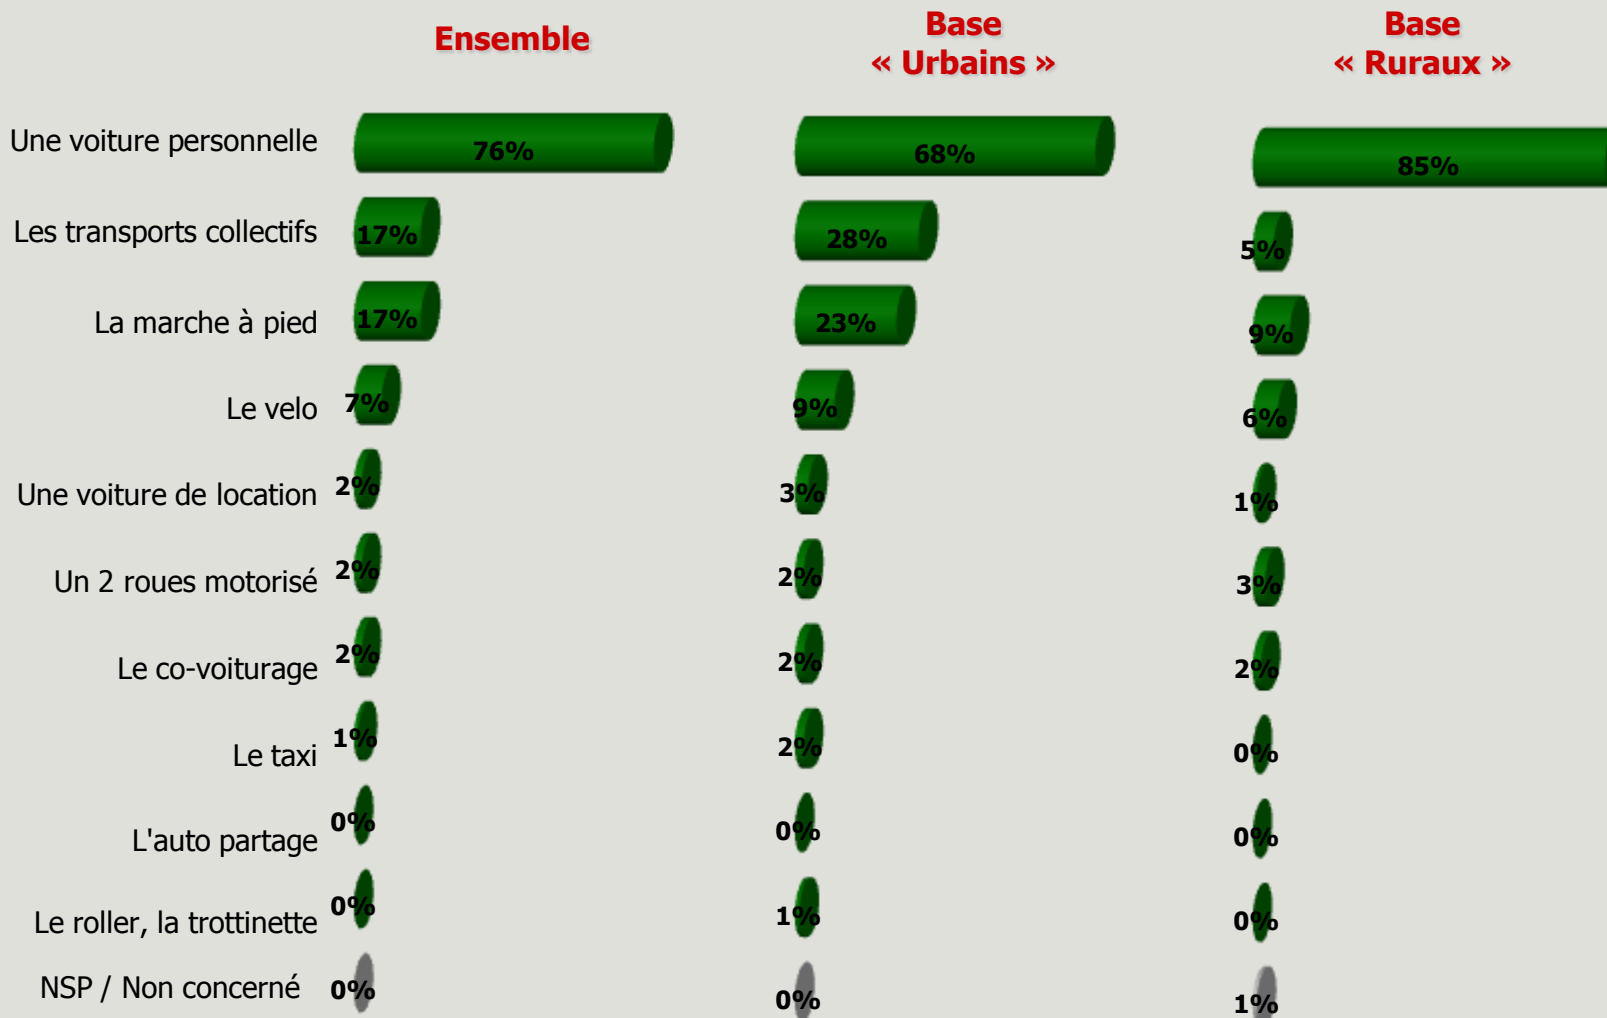 Ensemble
Base
« Urbains »
Base
« Ruraux »
Une voiture personnelle 76% 68% 85%
Les transports collectifs 17% 28% 5%
La marche à pied 17% 23% 9%
Le velo 7% 9% 6%
Une voiture de location 2% 3% 1%
Un 2 roues motorisé 2% 2% 3%
Le co-voiturage 2% 2% 2%
Le taxi 1% 2% 0%
L'auto partage 0% 0% 0%
Le roller, la trottinette 0% 1% 0%
NSP / Non concerné 0% 0% 1%